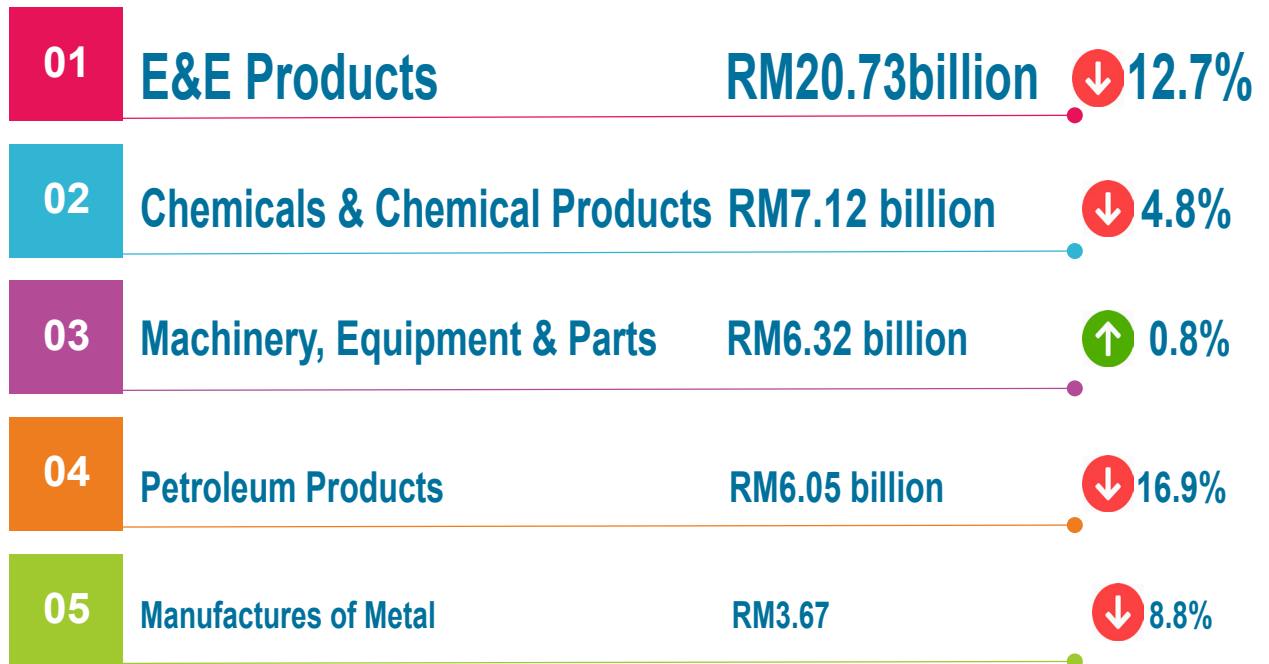 01 E&E Products RM20.73billion 12.7%
02 Chemicals & Chemical Products RM7.12 billion 4.8%
03 Machinery, Equipment & Parts RM6.32 billion 0.8%
04 Petroleum Products RM6.05 billion 16.9%
05 Manufactures of Metal RM3.67 8.8%